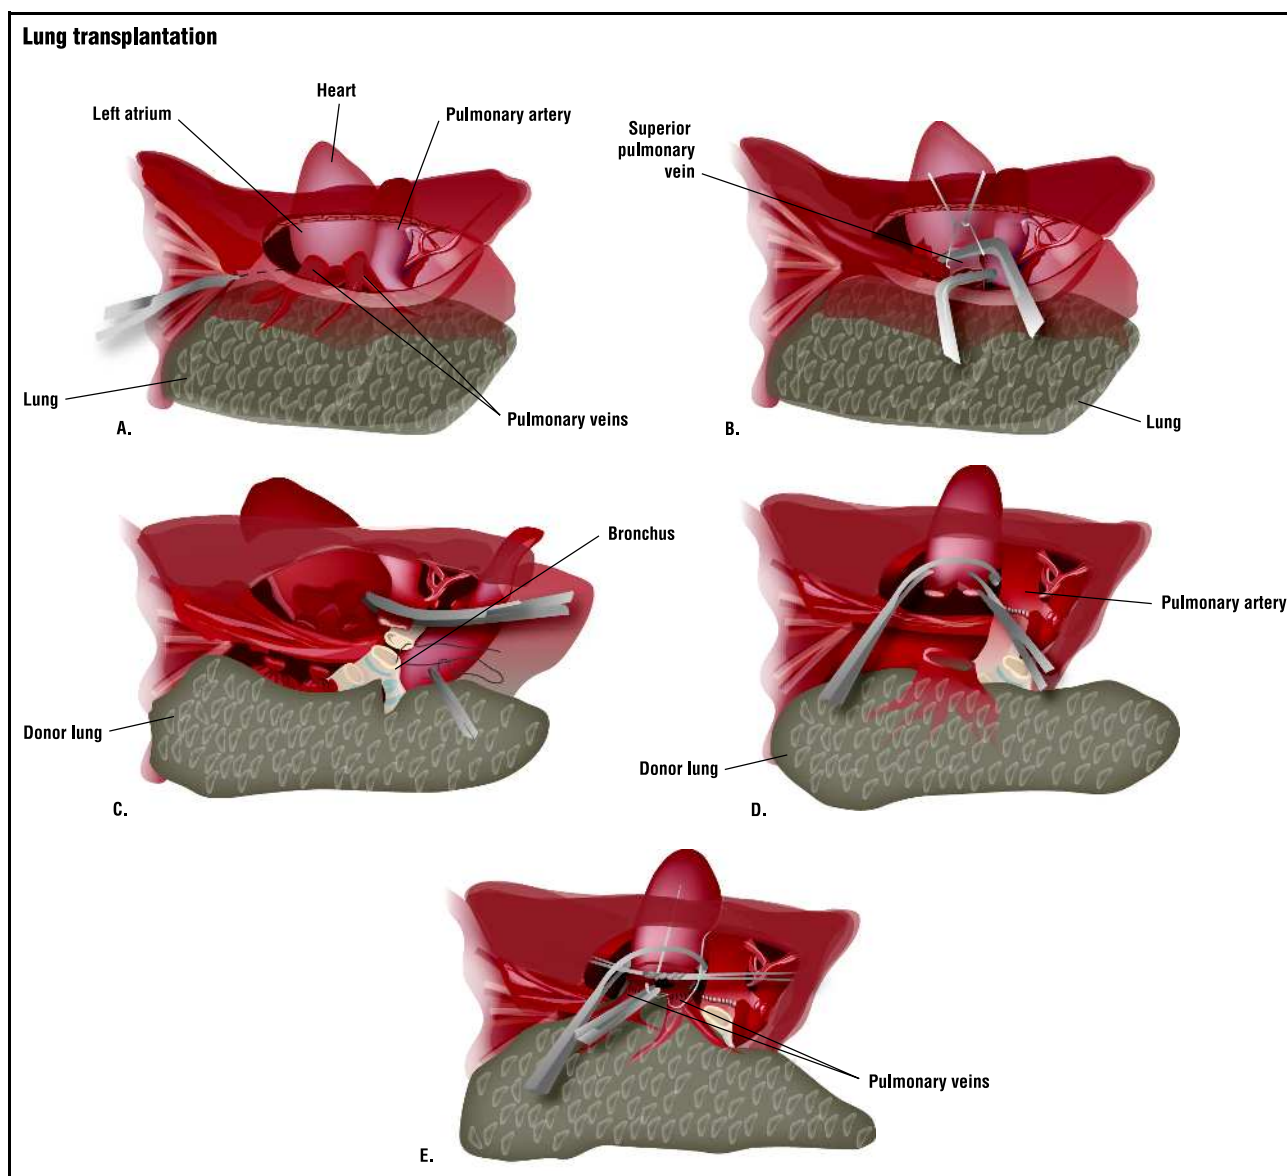 Lung transplantation
Heart
Left atrium
Pulmonary artery
Lung
Pulmonary veins
A.
Superior
pulmonary
vein
Lung
B.
Bronchus
Donor lung
C.
Pulmonary artery
Donor lung
D.
Pulmonary veins
E.